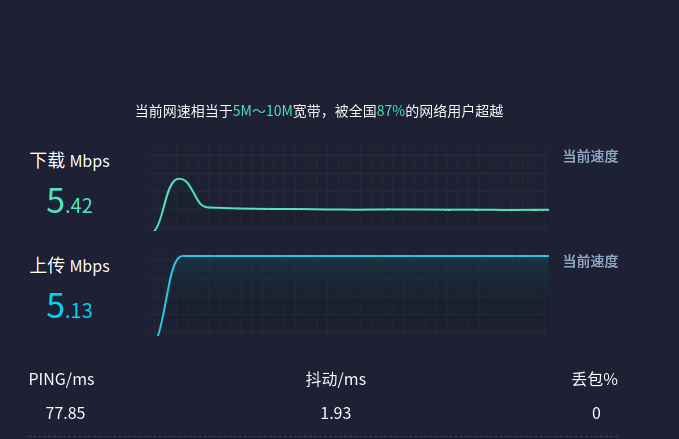 当前网速相当于5M～10M宽带，被全国87%的网络用户超越
下载 Mbps
当前速度
5.42
上传 Mbps
当前速度
5.13
PING/ms 抖动/ms 丢包%
77.85 1.93 0